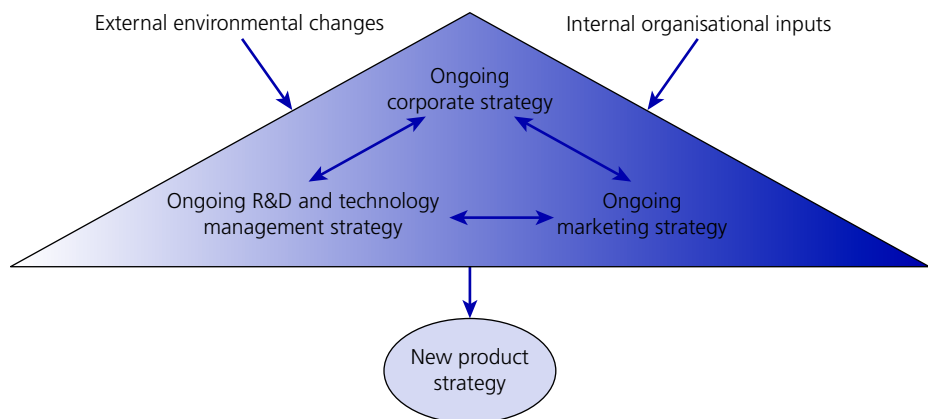 External environmental changes
Internal organisational inputs
Ongoing
corporate strategy
Ongoing R&D and technology
management strategy
Ongoing
marketing strategy
New product
strategy